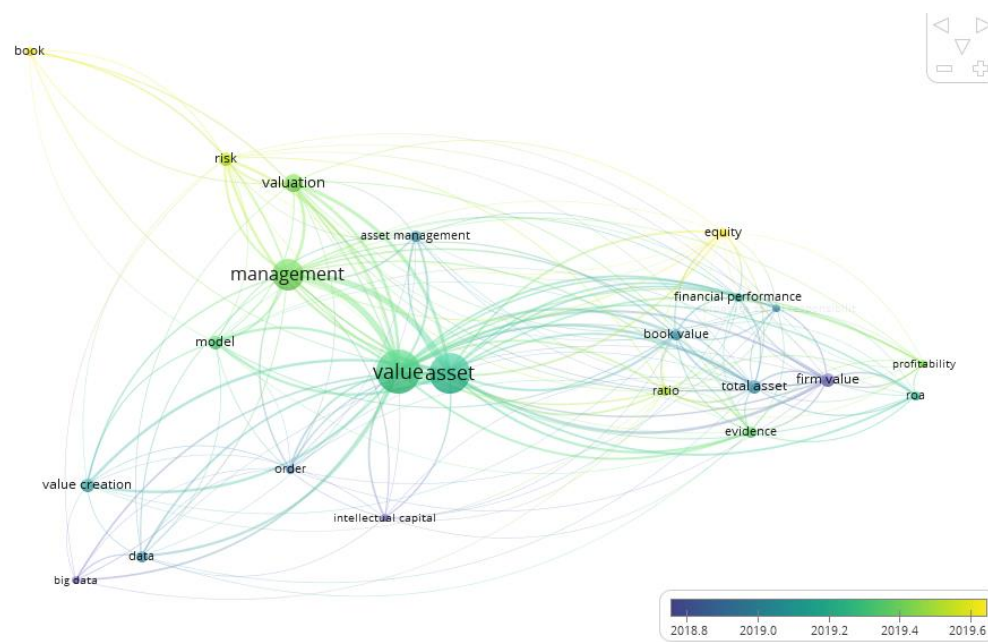 book
risk
valuation
asset management
equity
management
financial performance
book value
model
value
asset
profitability
ratio
total asset
firm value
roa
evidence
order
value creation
intellectual capital
data
big data
2018.8 2019.0 2019.2 2019.4 2019.6